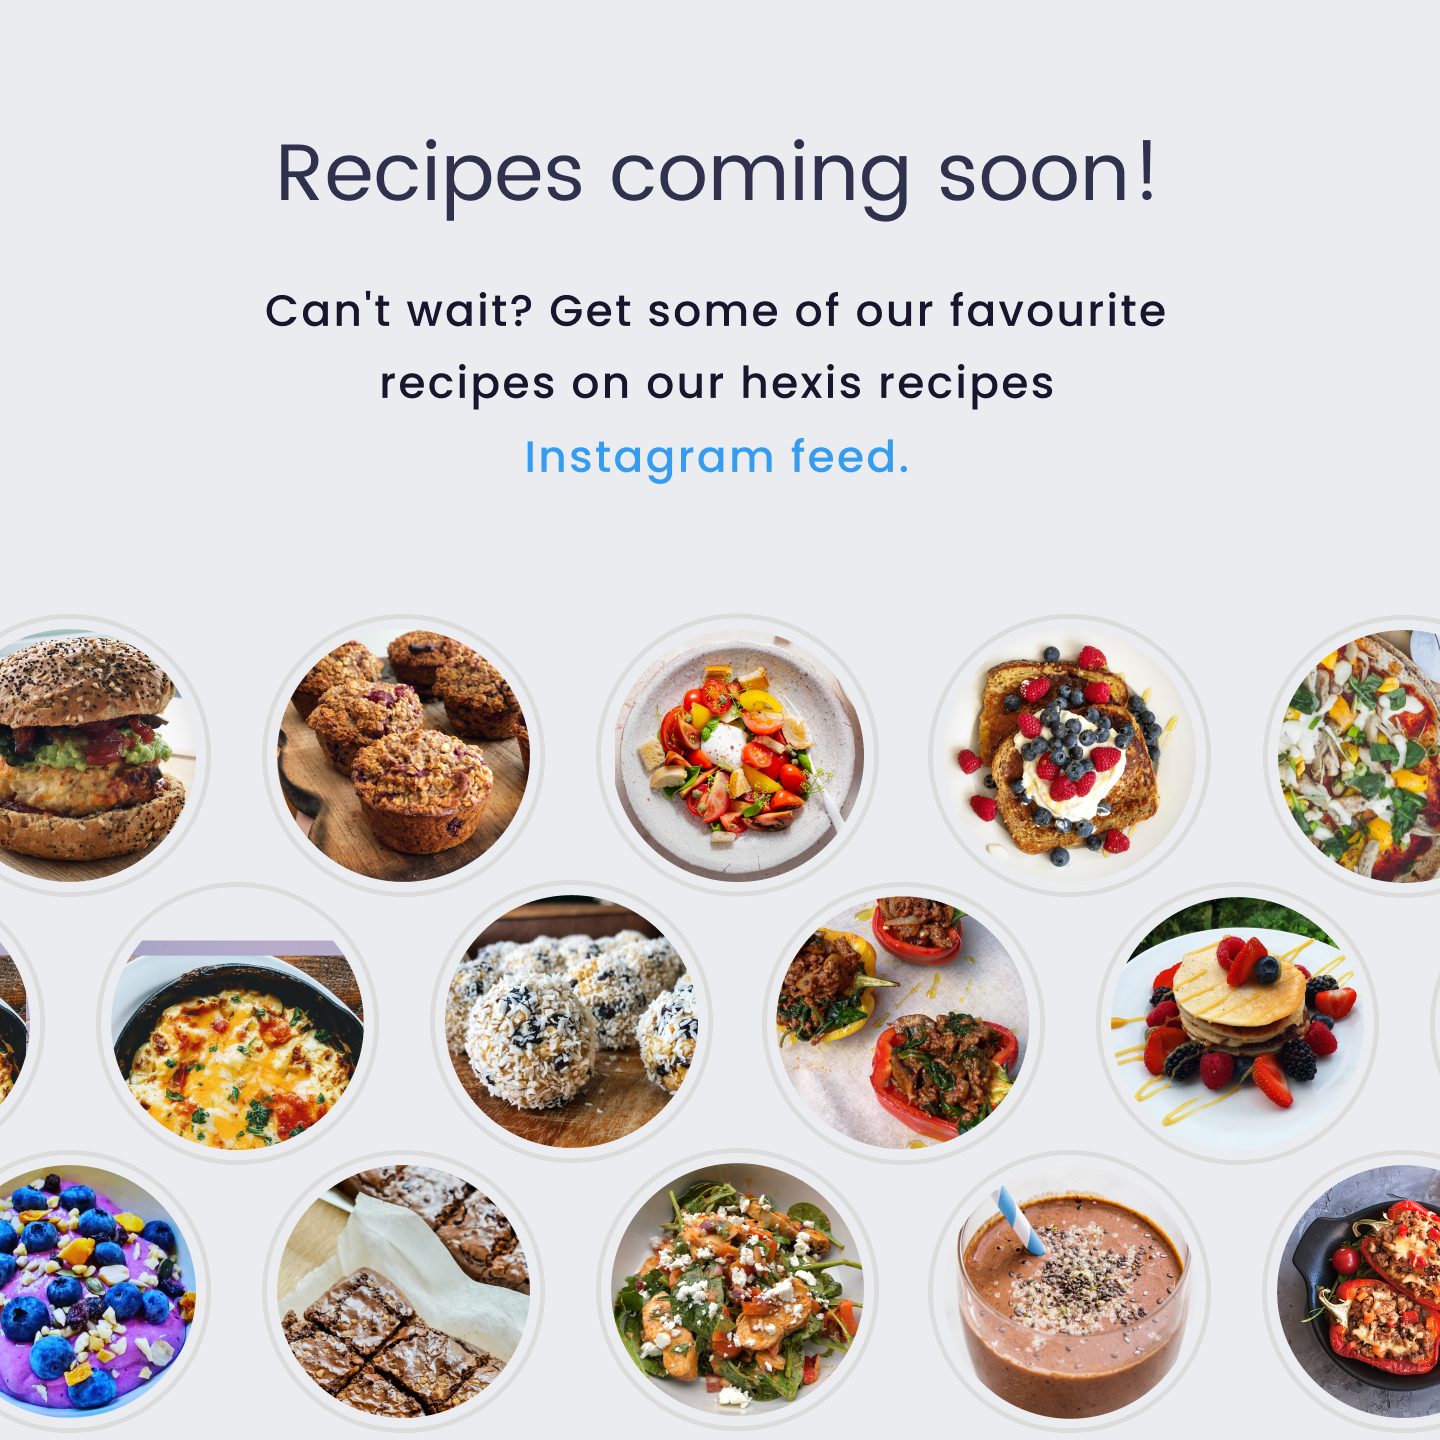 Recipes coming soon!
Can't wait? Get some of our favourite
recipes on our hexis recipes
Instagram feed.